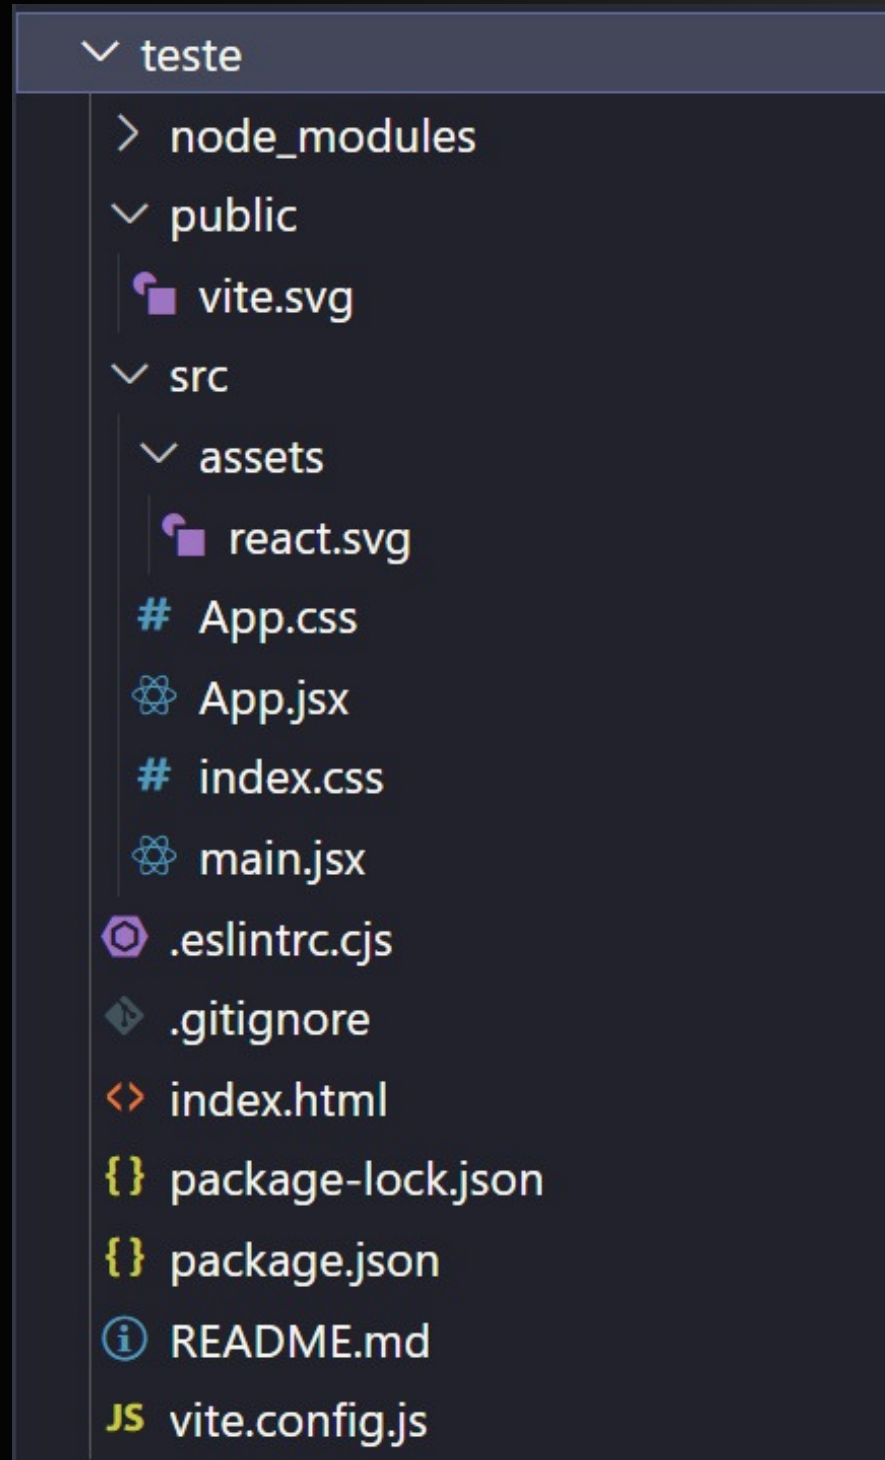 teste
node_modules
public
vite.svg
src
assets
react.svg
# App.css
App.jsx
# index.css
main.jsx
.eslintrc.cjs
.gitignore
<> index.html
{} package-lock.json
{} package.json
README.md
JS vite.config.js